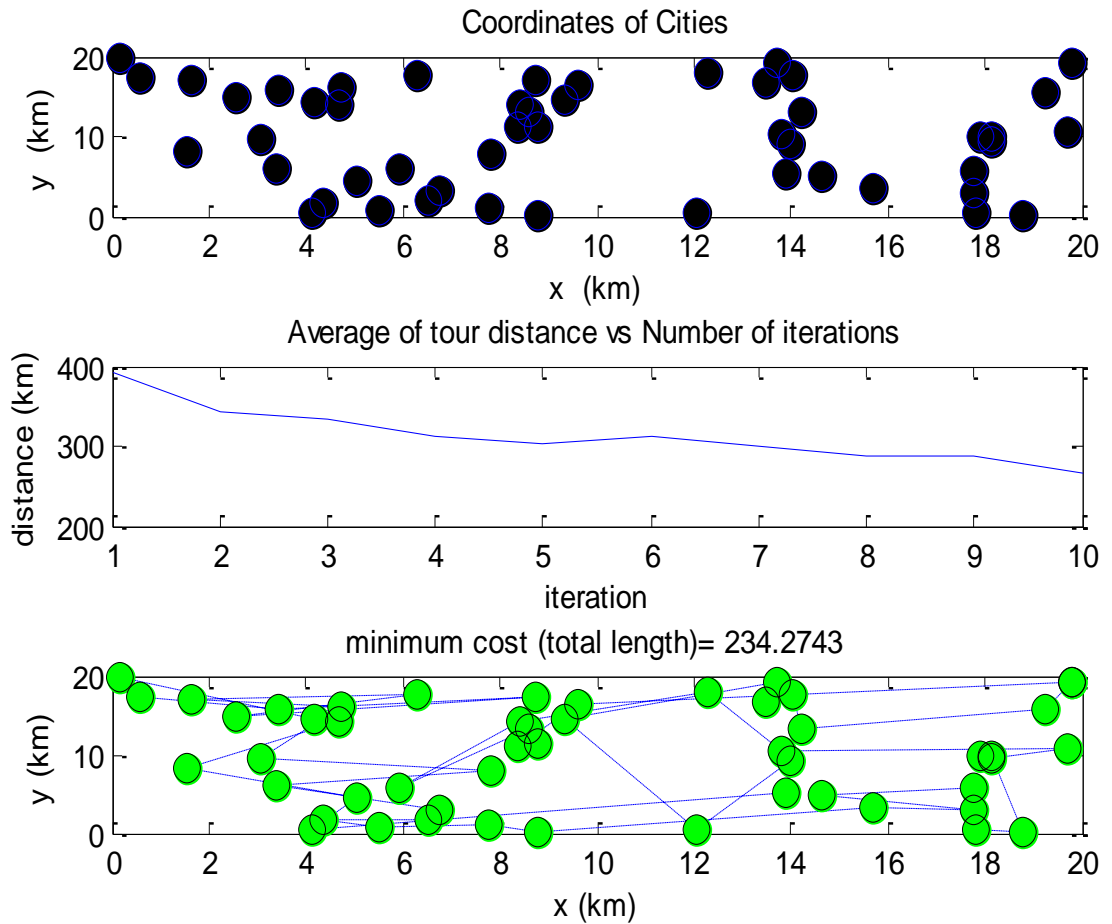 Coordinates of Cities
20
10
0
y (km)
0 2 4 6 8 10 12 14 16 18 20
x (km)
Average of tour distance vs Number of iterations
400
300
200
distance (km)
1 2 3 4 5 6 7 8 9 10
iteration
minimum cost (total length)= 234.2743
20
10
0
y (km)
0 2 4 6 8 10 12 14 16 18 20
x (km)